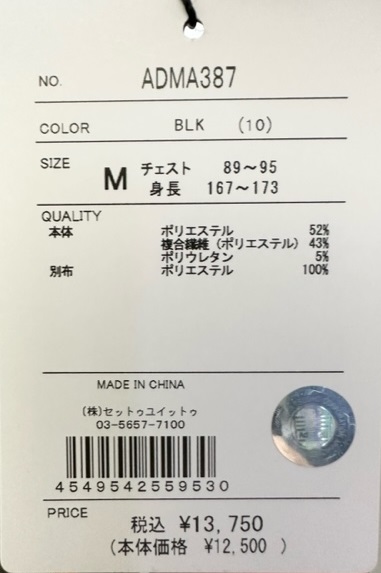 NO. ADMA387
COLOR BLK (10)
SIZE M チェスト 89～95
身長 167～173
QUALITY
本体 ポリエステル 52%
複合繊維（ポリエステル） 43%
ポリウレタン 5%
別布 ポリエステル 100%
MADE IN CHINA
(株)セットゥユイットゥ
03-5657-7100
4549542559530
PRICE
税込 ¥13,750
(本体価格 ¥12,500 )